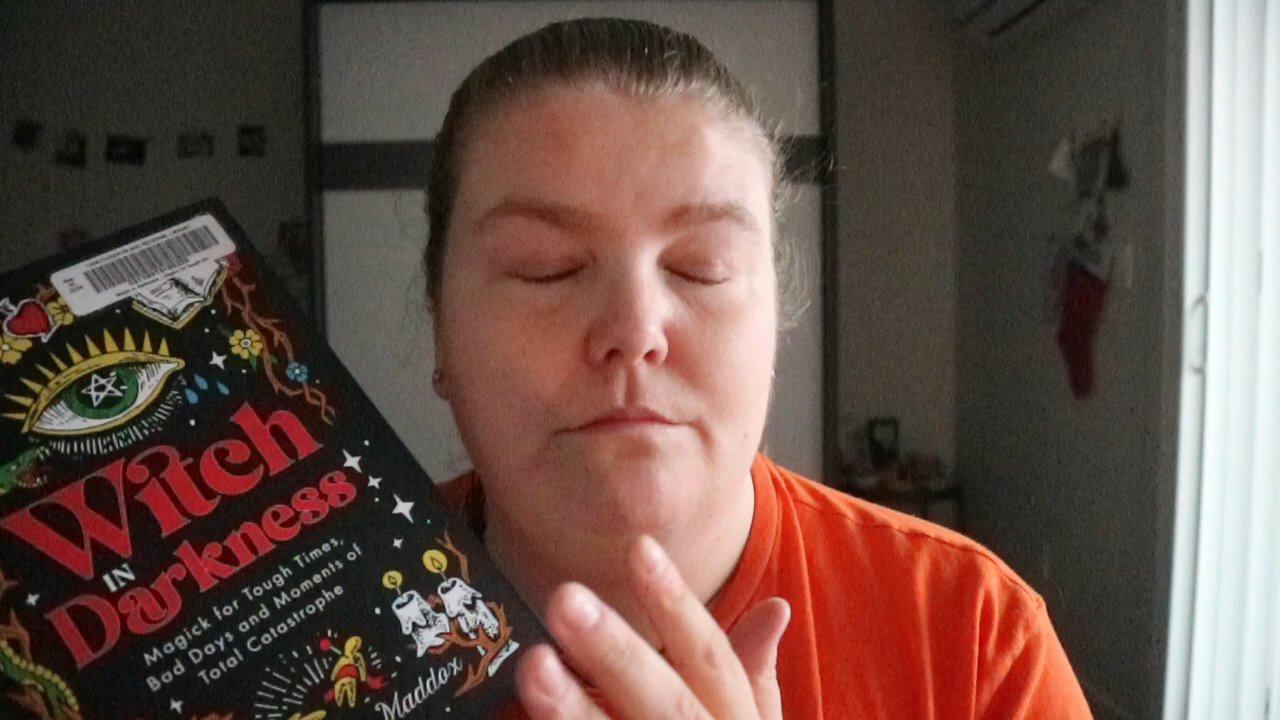 Witch
IN
Darkness
Magick for Tough Times,
Bad Days and Moments of
Total Catastrophe
Maddox